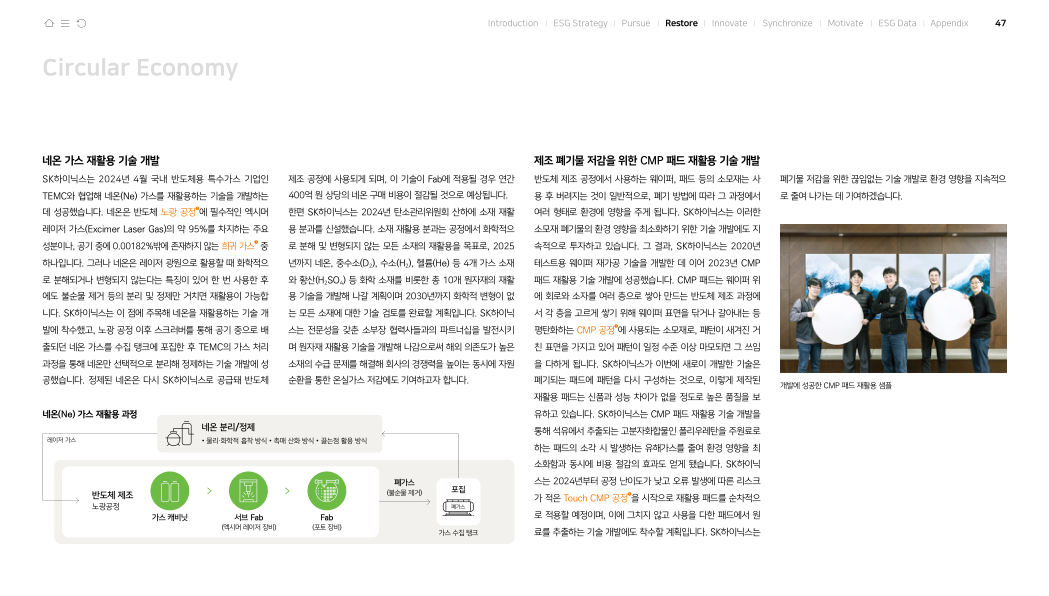 Introduction | ESG Strategy | Pursue | Restore | Innovate | Synchronize | Motivate | ESG Data | Appendix 47
Circular Economy
네온 가스 재활용 기술 개발
SK하이닉스는 2024년 4월 국내 반도체용 특수가스 기업인
TEMC와 협업해 네온(Ne) 가스를 재활용하는 기술을 개발하는
데 성공했습니다. 네온은 반도체 노광 공정에 필수적인 엑시머
레이저 가스(Excimer Laser Gas)의 약 95%를 차지하는 주요
성분이나, 공기 중에 0.00182%밖에 존재하지 않는 희귀 가스 중
하나입니다. 그러나 네온은 레이저 광원으로 활용할 때 화학적으
로 분해되거나 변형되지 않는다는 특징이 있어 한 번 사용한 후
에도 불순물 제거 등의 분리 및 정제만 거치면 재활용이 가능합
니다. SK하이닉스는 이 점에 주목해 네온을 재활용하는 기술 개
발에 착수했고, 노광 공정 이후 스크러버를 통해 공기 중으로 배
출되던 네온 가스를 수집 탱크에 포집한 후 TEMC의 가스 처리
과정을 통해 네온만 선택적으로 분리해 정제하는 기술 개발에 성
공했습니다. 정제된 네온은 다시 SK하이닉스로 공급돼 반도체
제조 공정에 사용되게 되며, 이 기술이 Fab에 적용될 경우 연간
400억 원 상당의 네온 구매 비용이 절감될 것으로 예상됩니다.
한편 SK하이닉스는 2024년 탄소관리위원회 산하에 소재 재활
용 분과를 신설했습니다. 소재 재활용 분과는 공정에서 화학적으
로 분해 및 변형되지 않는 모든 소재의 재활용을 목표로, 2025
년까지 네온, 중수소(D₂), 수소(H₂), 헬륨(He) 등 4개 가스 소재
와 황산(H₂SO₄) 등 화학 소재를 비롯한 총 10개 원자재의 재활
용 기술을 개발해 나갈 계획이며 2030년까지 화학적 변형이 없
는 모든 소재에 대한 기술 검토를 완료할 계획입니다. SK하이닉
스는 전문성을 갖춘 소부장 협력사들과의 파트너십을 발전시키
며 원자재 재활용 기술을 개발해 나감으로써 해외 의존도가 높은
소재의 수급 문제를 해결해 회사의 경쟁력을 높이는 동시에 자원
순환을 통한 온실가스 저감에도 기여하고자 합니다.
네온(Ne) 가스 재활용 과정
레이저 가스
네온 분리/정제
• 물리·화학적 흡착 방식 • 촉매 산화 방식 • 끓는점 활용 방식
반도체 제조
노광공정
가스 캐비닛
서브 Fab
(엑시머 레이저 장비)
Fab
(포토 장비)
폐가스
(불순물 제거)
포집
폐가스
가스 수집 탱크
제조 폐기물 저감을 위한 CMP 패드 재활용 기술 개발
반도체 제조 공정에서 사용하는 웨이퍼, 패드 등의 소모재는 사
용 후 버려지는 것이 일반적으로, 폐기 방법에 따라 그 과정에서
여러 형태로 환경에 영향을 주게 됩니다. SK하이닉스는 이러한
소모재 폐기물의 환경 영향을 최소화하기 위한 기술 개발에도 지
속적으로 투자하고 있습니다. 그 결과, SK하이닉스는 2020년
테스트용 웨이퍼 재가공 기술을 개발한 데 이어 2023년 CMP
패드 재활용 기술 개발에 성공했습니다. CMP 패드는 웨이퍼 위
에 회로와 소자를 여러 층으로 쌓아 만드는 반도체 제조 과정에
서 각 층을 고르게 쌓기 위해 웨이퍼 표면을 닦거나 갈아내는 등
평탄화하는 CMP 공정에 사용되는 소모재로, 패턴이 새겨진 거
친 표면을 가지고 있어 패턴이 일정 수준 이상 마모되면 그 쓰임
을 다하게 됩니다. SK하이닉스가 이번에 새로이 개발한 기술은
폐기되는 패드에 패턴을 다시 구성하는 것으로, 이렇게 제작된
재활용 패드는 신품과 성능 차이가 없을 정도로 높은 품질을 보
유하고 있습니다. SK하이닉스는 CMP 패드 재활용 기술 개발을
통해 석유에서 추출되는 고분자화합물인 폴리우레탄을 주원료로
하는 패드의 소각 시 발생하는 유해가스를 줄여 환경 영향을 최
소화함과 동시에 비용 절감의 효과도 얻게 됐습니다. SK하이닉
스는 2024년부터 공정 난이도가 낮고 오류 발생에 따른 리스크
가 적은 Touch CMP 공정을 시작으로 재활용 패드를 순차적으
로 적용할 예정이며, 이에 그치지 않고 사용을 다한 패드에서 원
료를 추출하는 기술 개발에도 착수할 계획입니다. SK하이닉스는
폐기물 저감을 위한 끊임없는 기술 개발로 환경 영향을 지속적으
로 줄여 나가는 데 기여하겠습니다.
개발에 성공한 CMP 패드 재활용 샘플